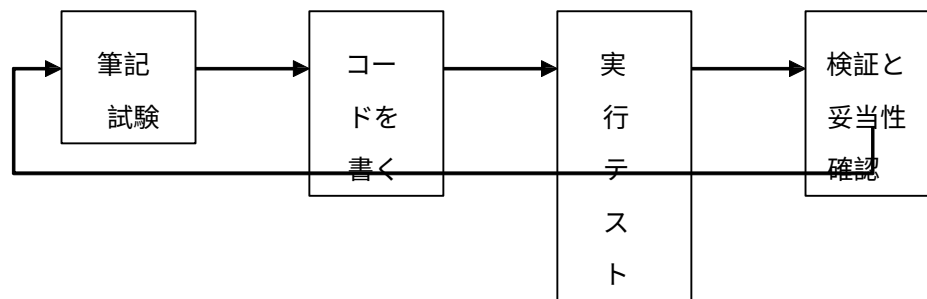 筆記
試験
コー
ドを
書く
実
行
テ
ス
ト
検証と
妥当性
確認